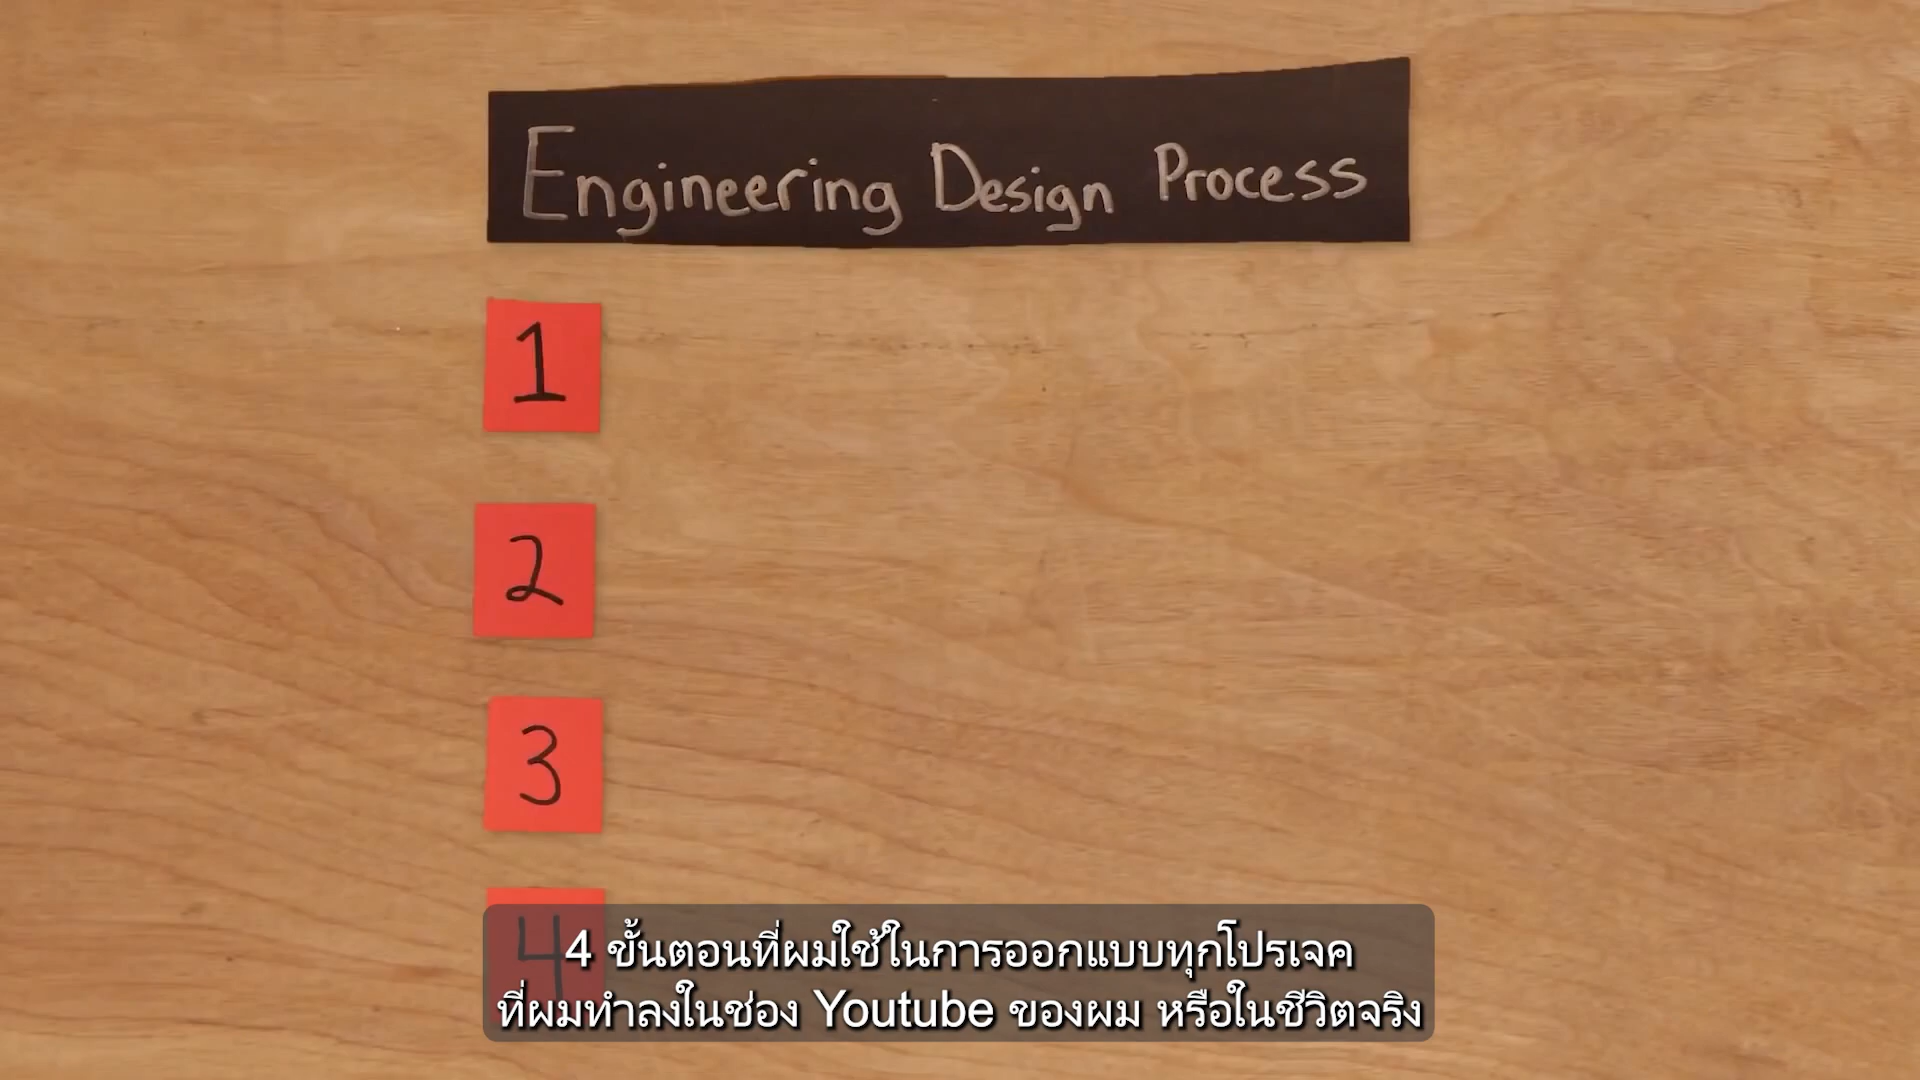 Engineering Design Process
1
2
3
4
4 ขั้นตอนที่ผมใช้ในการออกแบบทุกโปรเจค
ที่ผมทำลงในช่อง Youtube ของผม หรือในชีวิตจริง